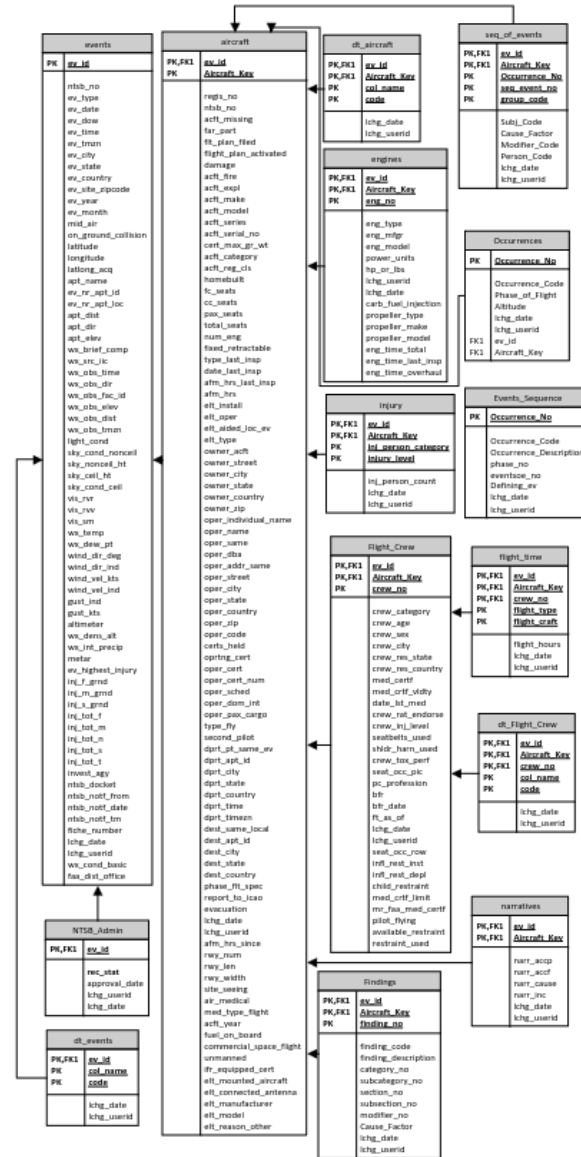 events
PK ev_id
ntsb_no
ev_type
ev_date
ev_dow
ev_time
ev_tmzn
ev_city
ev_state
ev_country
ev_site_zipcode
ev_year
ev_month
mid_air
on_ground_collision
latitude
longitude
latlong_acq
apt_name
ev_nr_apt_id
ev_nr_apt_loc
apt_dist
apt_dir
apt_elev
wx_brief_comp
wx_src_iic
wx_obs_time
wx_obs_dir
wx_obs_fac_id
wx_obs_elev
wx_obs_dist
wx_obs_tmzn
light_cond
sky_cond_nonceil
sky_nonceil_ht
sky_ceil_ht
sky_cond_ceil
vis_rvr
vis_rvv
vis_sm
wx_temp
wx_dew_pt
wind_dir_deg
wind_dir_ind
wind_vel_kts
wind_vel_ind
gust_ind
gust_kts
altimeter
wx_dens_alt
wx_int_precip
metar
ev_highest_injury
inj_f_grnd
inj_m_grnd
inj_s_grnd
inj_tot_f
inj_tot_m
inj_tot_n
inj_tot_s
inj_tot_t
invest_agy
ntsb_docket
ntsb_notf_from
ntsb_notf_date
ntsb_notf_tm
fiche_number
lchg_date
lchg_userid
wx_cond_basic
faa_dist_office
NTSB_Admin
PK,FK1 ev_id
rec_stat
approval_date
lchg_userid
lchg_date
dt_events
PK,FK1 ev_id
PK col_name
PK code
lchg_date
lchg_userid
aircraft
PK,FK1 ev_id
PK Aircraft_Key
regis_no
ntsb_no
acft_missing
far_part
flt_plan_filed
flight_plan_activated
damage
acft_fire
acft_expl
acft_make
acft_model
acft_series
acft_serial_no
cert_max_gr_wt
acft_category
acft_reg_cls
homebuilt
fc_seats
cc_seats
pax_seats
total_seats
num_eng
fixed_retractable
type_last_insp
date_last_insp
afm_hrs_last_insp
afm_hrs
elt_install
elt_oper
elt_aided_loc_ev
elt_type
owner_acft
owner_street
owner_city
owner_state
owner_country
owner_zip
oper_individual_name
oper_name
oper_same
oper_dba
oper_addr_same
oper_street
oper_city
oper_state
oper_country
oper_zip
oper_code
certs_held
oprtng_cert
oper_cert
oper_cert_num
oper_sched
oper_dom_int
oper_pax_cargo
type_fly
second_pilot
dprt_pt_same_ev
dprt_apt_id
dprt_city
dprt_state
dprt_country
dprt_time
dprt_timezn
dest_same_local
dest_apt_id
dest_city
dest_state
dest_country
phase_flt_spec
report_to_icao
evacuation
lchg_date
lchg_userid
afm_hrs_since
rwy_num
rwy_len
rwy_width
site_seeing
air_medical
med_type_flight
acft_year
fuel_on_board
commercial_space_flight
unmanned
ifr_equipped_cert
elt_mounted_aircraft
elt_connected_antenna
elt_manufacturer
elt_model
elt_reason_other
dt_aircraft
PK,FK1 ev_id
PK,FK1 Aircraft_Key
PK col_name
PK code
lchg_date
lchg_userid
engines
PK,FK1 ev_id
PK,FK1 Aircraft_Key
PK eng_no
eng_type
eng_mfgr
eng_model
power_units
hp_or_lbs
lchg_userid
lchg_date
carb_fuel_injection
propeller_type
propeller_make
propeller_model
eng_time_total
eng_time_last_insp
eng_time_overhaul
injury
PK,FK1 ev_id
PK,FK1 Aircraft_Key
PK inj_person_category
PK injury_level
inj_person_count
lchg_date
lchg_userid
Flight_Crew
PK,FK1 ev_id
PK,FK1 Aircraft_Key
PK crew_no
crew_category
crew_age
crew_sex
crew_city
crew_res_state
crew_res_country
med_certf
med_crtf_vldty
date_lst_med
crew_rat_endorse
crew_inj_level
seatbelts_used
shldr_harn_used
crew_tox_perf
seat_occ_pic
pc_profession
bfr
bfr_date
ft_as_of
lchg_date
lchg_userid
seat_occ_row
infl_rest_inst
infl_rest_depl
child_restraint
med_crtf_limit
mr_faa_med_certf
pilot_flying
available_restraint
restraint_used
Findings
PK,FK1 ev_id
PK,FK1 Aircraft_Key
PK finding_no
finding_code
finding_description
category_no
subcategory_no
section_no
subsection_no
modifier_no
Cause_Factor
lchg_date
lchg_userid
seq_of_events
PK,FK1 ev_id
PK,FK1 Aircraft_Key
PK Occurrence_No
PK seq_event_no
PK group_code
Subj_Code
Cause_Factor
Modifier_Code
Person_Code
lchg_date
lchg_userid
Occurrences
PK Occurrence_No
Occurrence_Code
Phase_of_Flight
Altitude
lchg_date
lchg_userid
FK1 ev_id
FK1 Aircraft_Key
Events_Sequence
PK Occurrence_No
Occurrence_Code
Occurrence_Description
phase_no
eventsoe_no
Defining_ev
lchg_date
lchg_userid
flight_time
PK,FK1 ev_id
PK,FK1 Aircraft_Key
PK,FK1 crew_no
PK flight_type
PK flight_craft
flight_hours
lchg_date
lchg_userid
dt_Flight_Crew
PK,FK1 ev_id
PK,FK1 Aircraft_Key
PK,FK1 crew_no
PK col_name
PK code
lchg_date
lchg_userid
narratives
PK,FK1 ev_id
PK,FK1 Aircraft_Key
narr_accp
narr_accf
narr_cause
narr_inc
lchg_date
lchg_userid